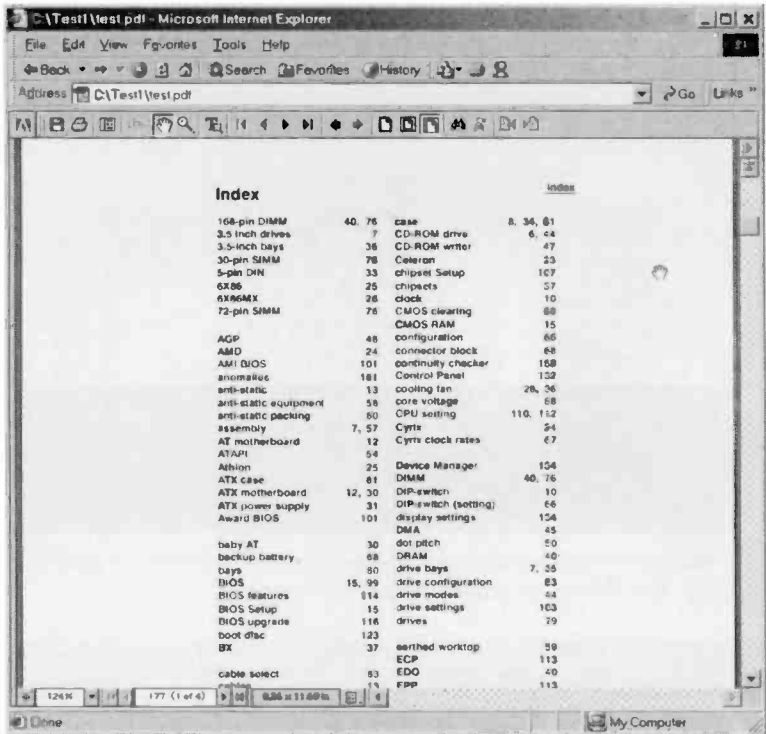 C:\Test1\test.pdf - Microsoft Internet Explorer
File Edit View Favorites Tools Help
Back Search Favorites History
Address C:\Test1\test.pdf Go Links »
Index
Index
168-pin DIMM 40, 76
3.5 inch drives 7
3.5-inch bays 36
30-pin SIMM 76
5-pin DIN 33
6X86 25
6X86MX 26
72-pin SIMM 76
AGP 48
AMD 24
AMI BIOS 101
anomalies 161
anti-static 13
anti-static equipment 58
anti-static packing 60
assembly 7, 57
AT motherboard 12
ATAPI 54
Athlon 25
ATX case 81
ATX motherboard 12, 30
ATX power supply 31
Award BIOS 101
baby AT 30
backup battery 68
bays 80
BIOS 15, 99
BIOS features 114
BIOS Setup 15
BIOS upgrade 116
boot disc 123
BX 37
cable select 83
cables 13
case 8, 34, 81
CD-ROM drive 6, 44
CD-ROM writer 47
Celeron 23
chipset Setup 107
chipsets 37
clock 10
CMOS clearing 68
CMOS RAM 15
configuration 66
connector block 68
continuity checker 158
Control Panel 132
cooling fan 28, 36
core voltage 68
CPU setting 110, 112
Cyrix 24
Cyrix clock rates 67
Device Manager 134
DIMM 40, 76
DIP-switch 10
DIP-switch (setting) 66
display settings 134
DMA 45
dot pitch 50
DRAM 40
drive bays 7, 35
drive configuration 83
drive modes 44
drive settings 103
drives 79
earthed worktop 59
ECP 113
EDO 40
EPP 113
124% 177 (1 of 4) 8.26 x 11.69 in
Done My Computer